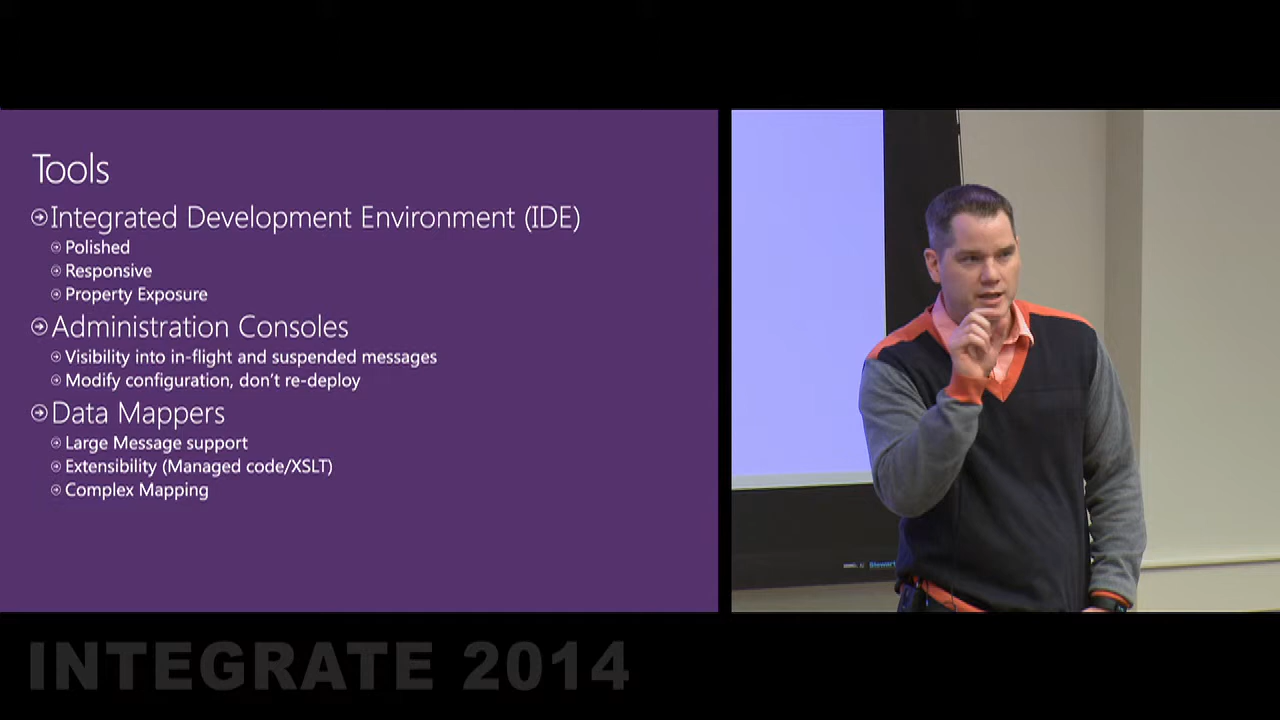 Tools
Integrated Development Environment (IDE)
Polished
Responsive
Property Exposure
Administration Consoles
Visibility into in-flight and suspended messages
Modify configuration, don't re-deploy
Data Mappers
Large Message support
Extensibility (Managed code/XSLT)
Complex Mapping
Stewart
INTEGRATE 2014